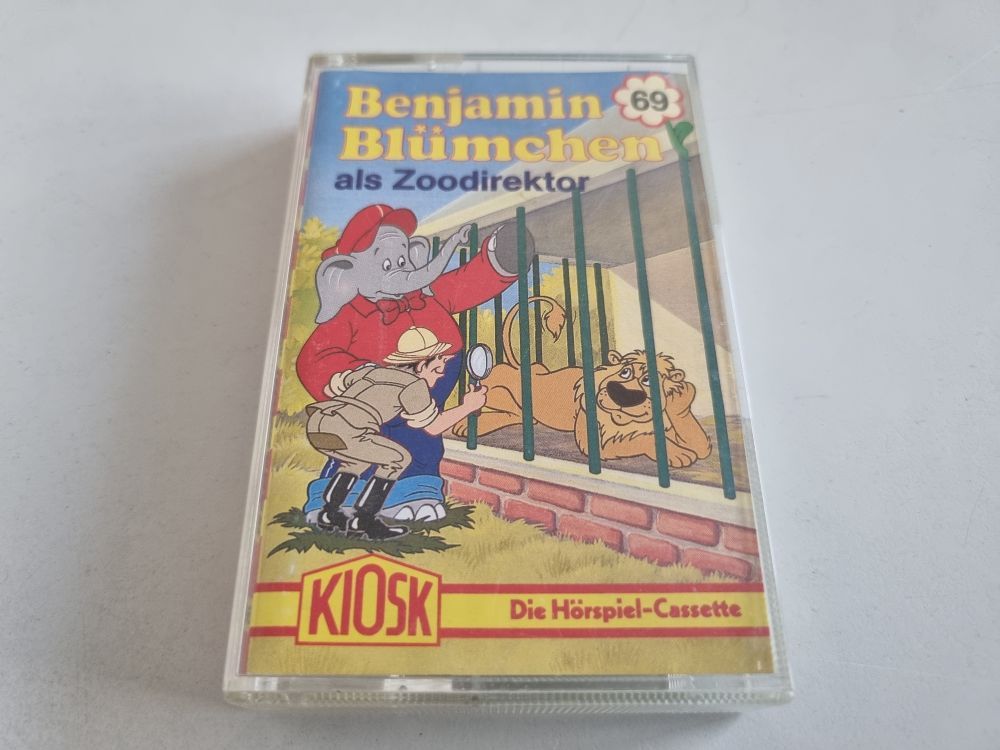 Benjamin
69
Blümchen
als Zoodirektor
KIOSK
Die Hörspiel-Cassette